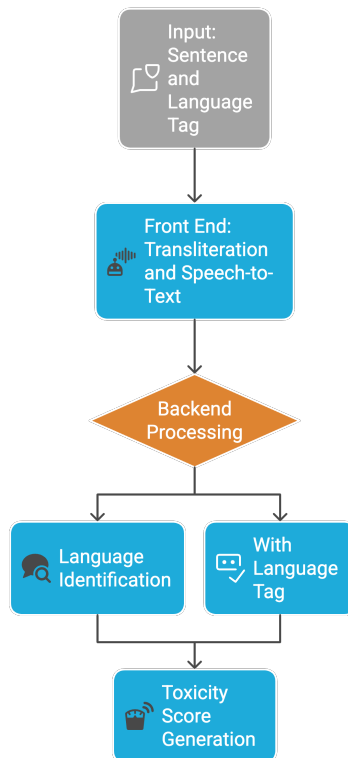 Input:
Sentence
and
Language
Tag
Front End:
Transliteration
and Speech-to-
Text
Backend
Processing
Language
Identification
With
Language
Tag
Toxicity
Score
Generation